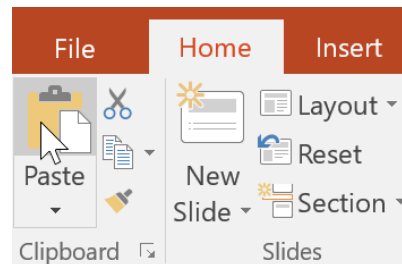 File Home Insert
Layout
Reset
Paste New
Slide Section
Clipboard Slides